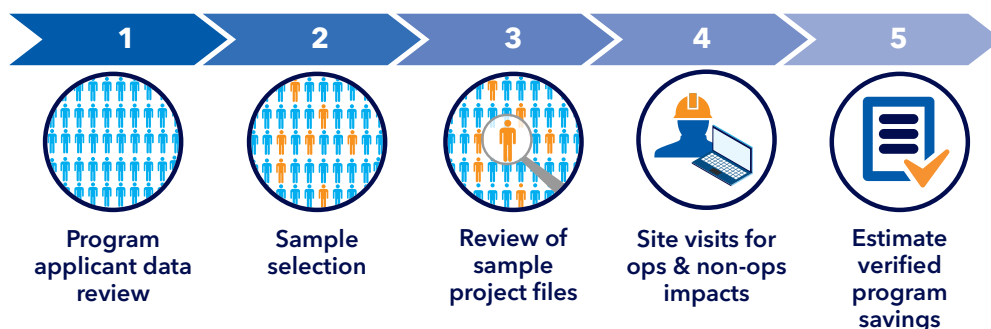 1
2
3
4
5
Program
applicant data
review
Sample
selection
Review of
sample
project files
Site visits for
ops & non-ops
impacts
Estimate
verified
program
savings